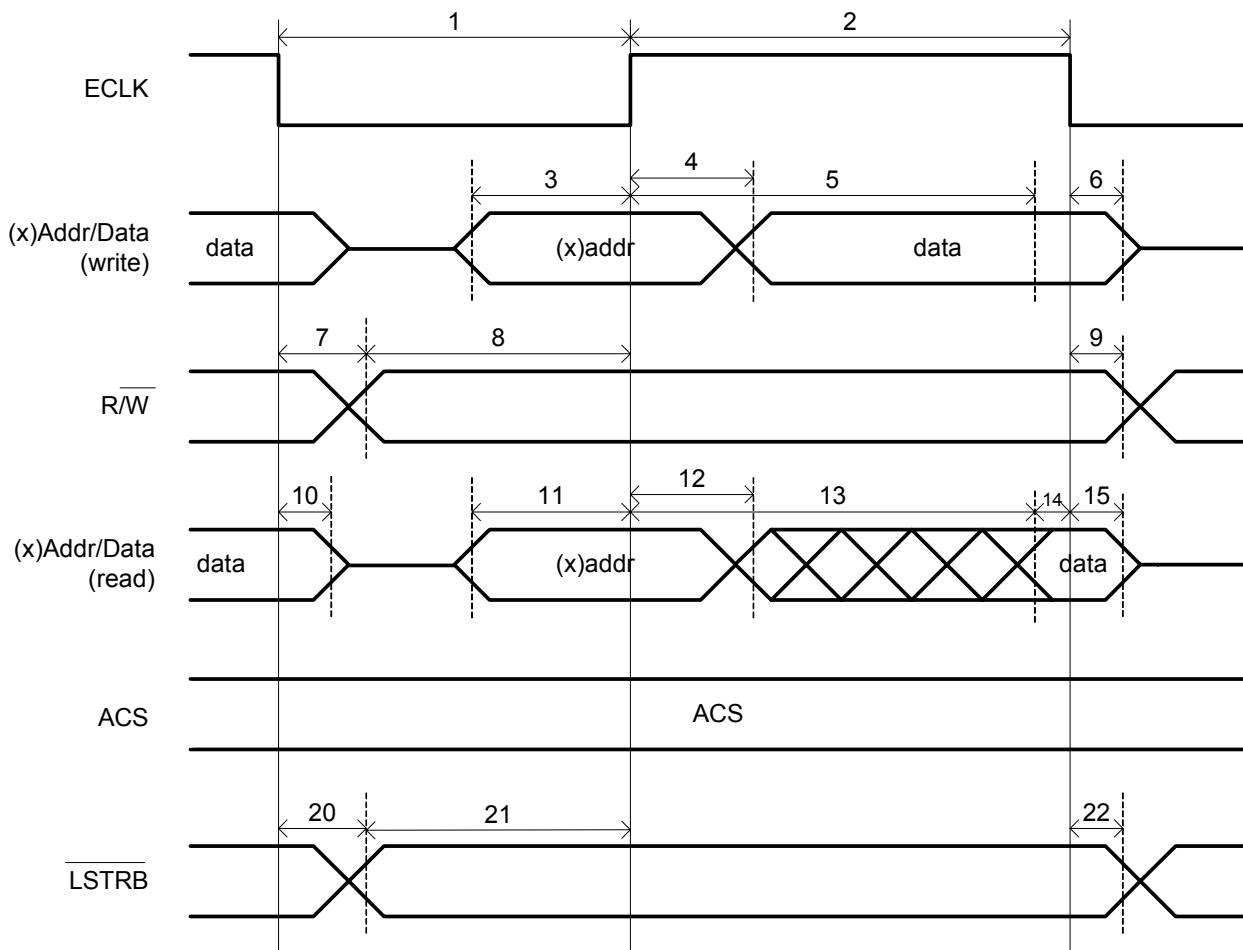 1 2
ECLK
3 4 5 6
(x)Addr/Data
(write)
data (x)addr data
7 8 9
R/W
10 11 12 13 14 15
(x)Addr/Data
(read)
data (x)addr data
ACS ACS
20 21 22
LSTRB